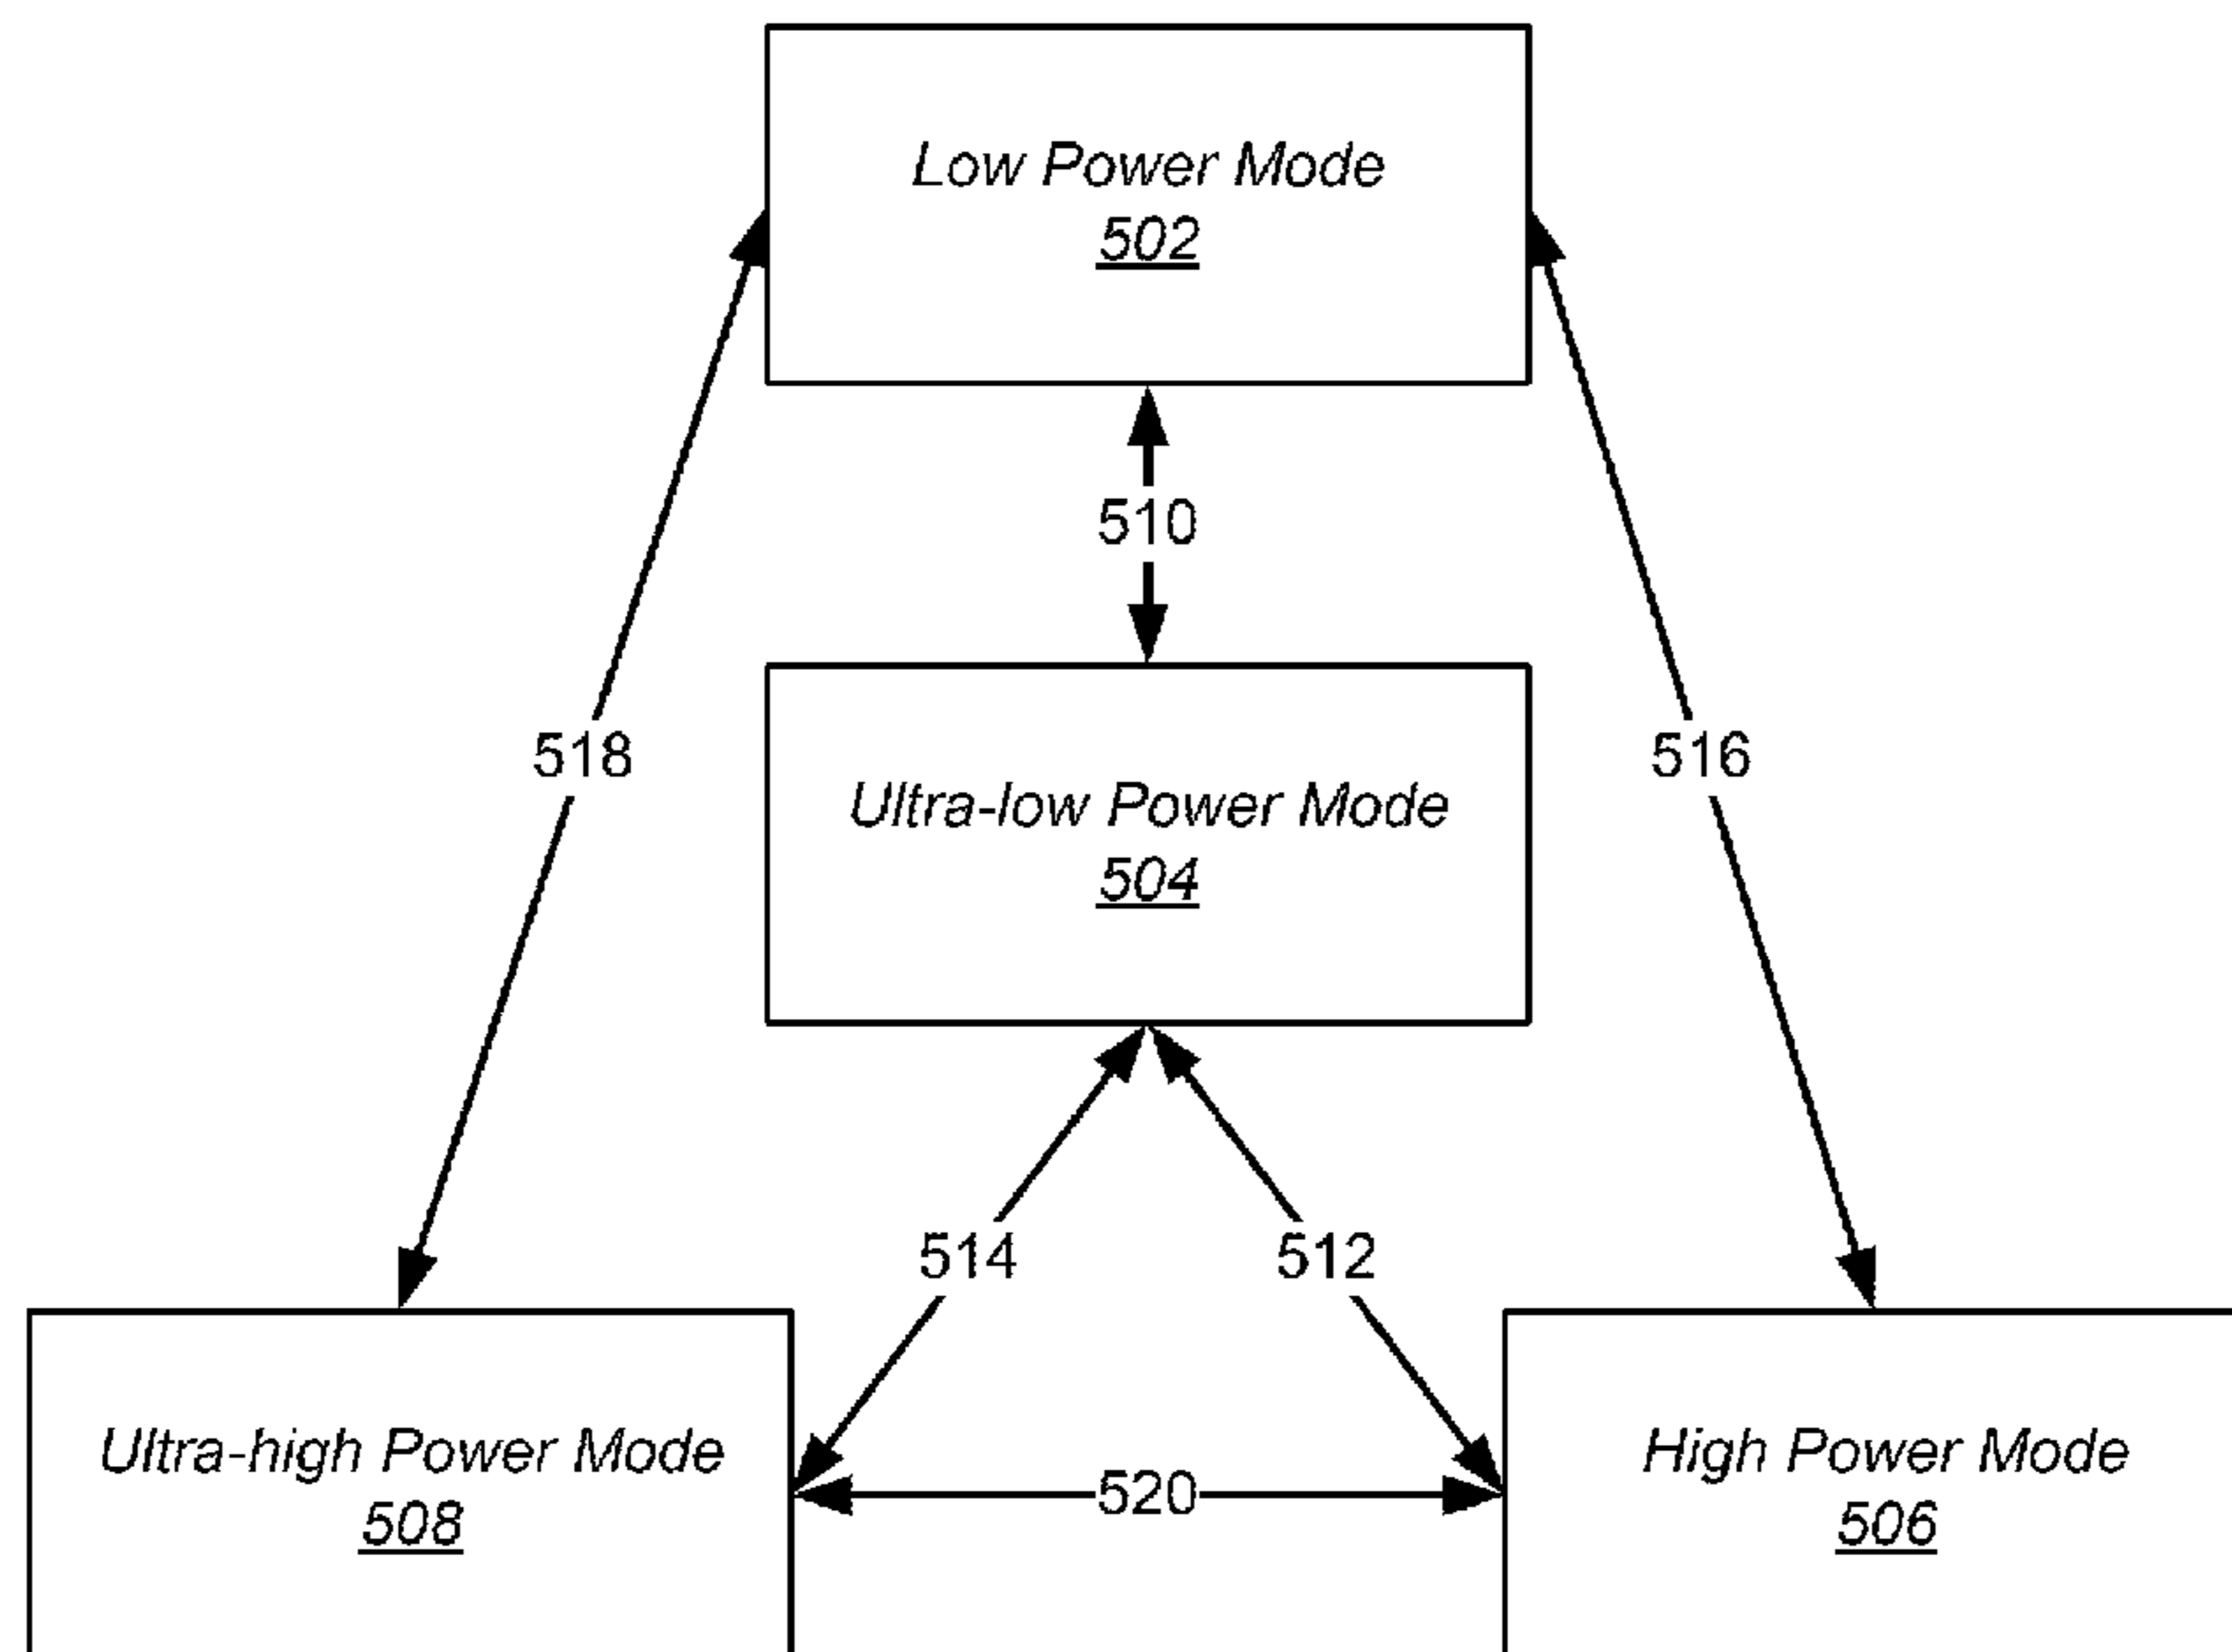 Low Power Mode
502
510
518
516
Ultra-low Power Mode
504
514
512
Ultra-high Power Mode
508
520
High Power Mode
506